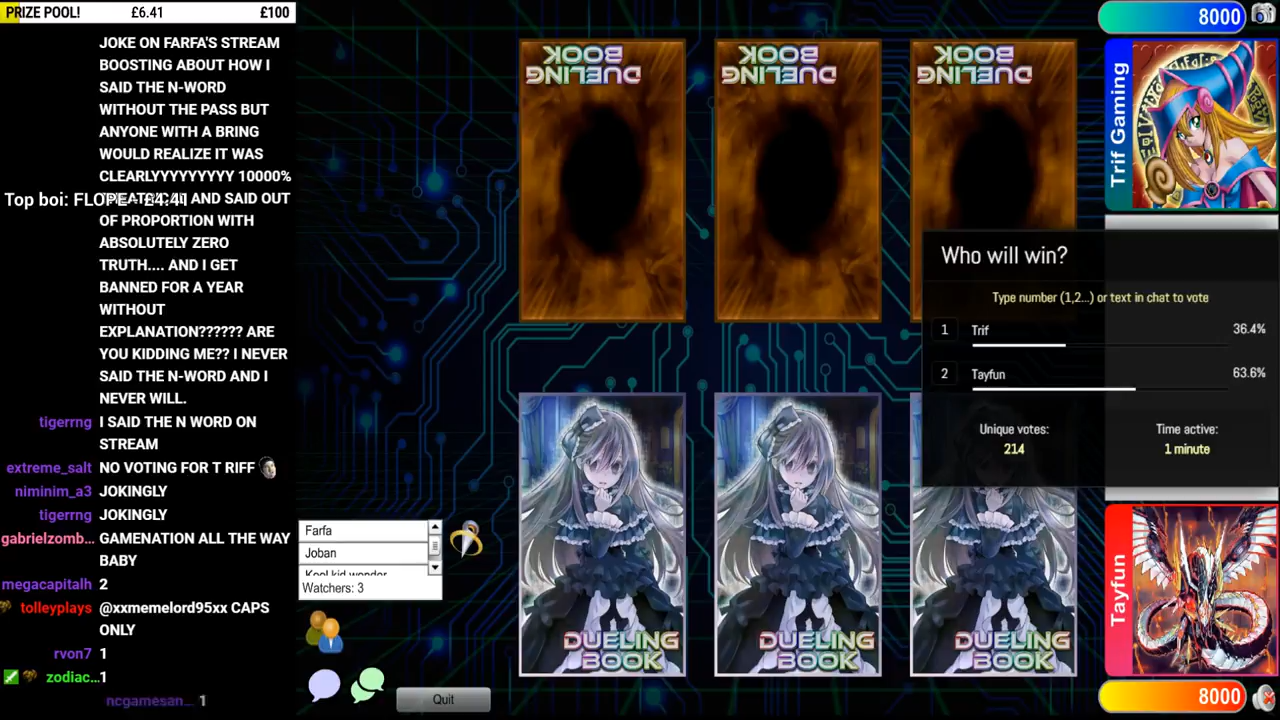 PRIZE POOL! £6.41 £100
JOKE ON FARFA'S STREAM
BOOSTING ABOUT HOW I
SAID THE N-WORD
WITHOUT THE PASS BUT
ANYONE WITH A BRING
WOULD REALIZE IT WAS
CLEARLYYYYYYYYY 10000%
AND SAID OUT
Top boi:
OF PROPORTION WITH
ABSOLUTELY ZERO
TRUTH.... AND I GET
BANNED FOR A YEAR
WITHOUT
EXPLANATION?????? ARE
YOU KIDDING ME?? I NEVER
SAID THE N-WORD AND I
NEVER WILL.
tigerrng I SAID THE N WORD ON
STREAM
extreme_salt NO VOTING FOR T RIFF
niminim_a3 JOKINGLY
tigerrng JOKINGLY
gabrielzomb... GAMENATION ALL THE WAY
BABY
megacapitalh 2
tolleyplays @xxmemelord95xx CAPS
ONLY
rvon7 1
zodiac... 1
ncgamesan... 1
DUELING
BOOK
DUELING
BOOK
DUELING
BOOK
8000
Trif Gaming
Who will win?
Type number (1,2...) or text in chat to vote
1 Trif 36.4%
2 Tayfun 63.6%
Unique votes: Time active:
214 1 minute
Farfa
Joban
Kool kid wonder
Watchers: 3
Quit
DUELING
BOOK
DUELING
BOOK
DUELING
BOOK
Tayfun
8000